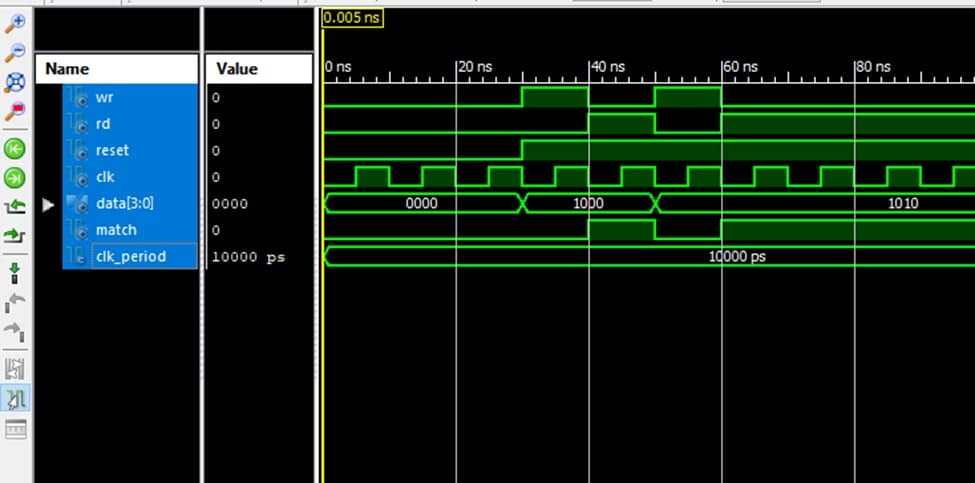 0.005 ns
Name Value 0 ns 20 ns 40 ns 60 ns 80 ns
wr 0
rd 0
reset 0
clk 0
data[3:0] 0000 0000 1000 1010
match 0
clk_period 10000 ps 10000 ps